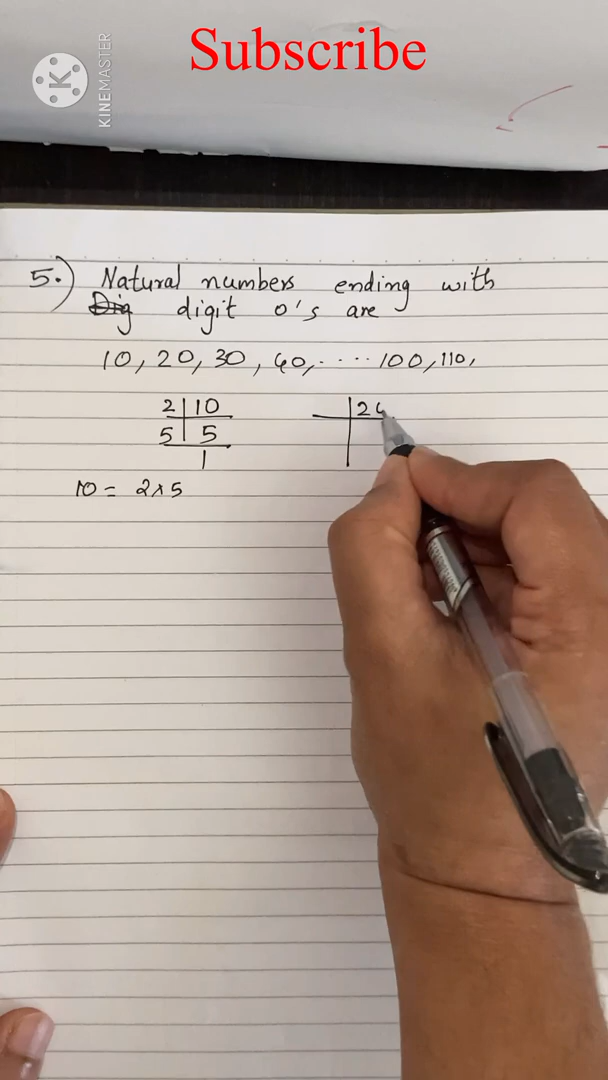 Subscribe
KINEMASTER
5.) Natural numbers ending with
digit 0's are
10, 20, 30, 40, .... 100, 110,
2 | 10
5 | 5
1
10 = 2 x 5